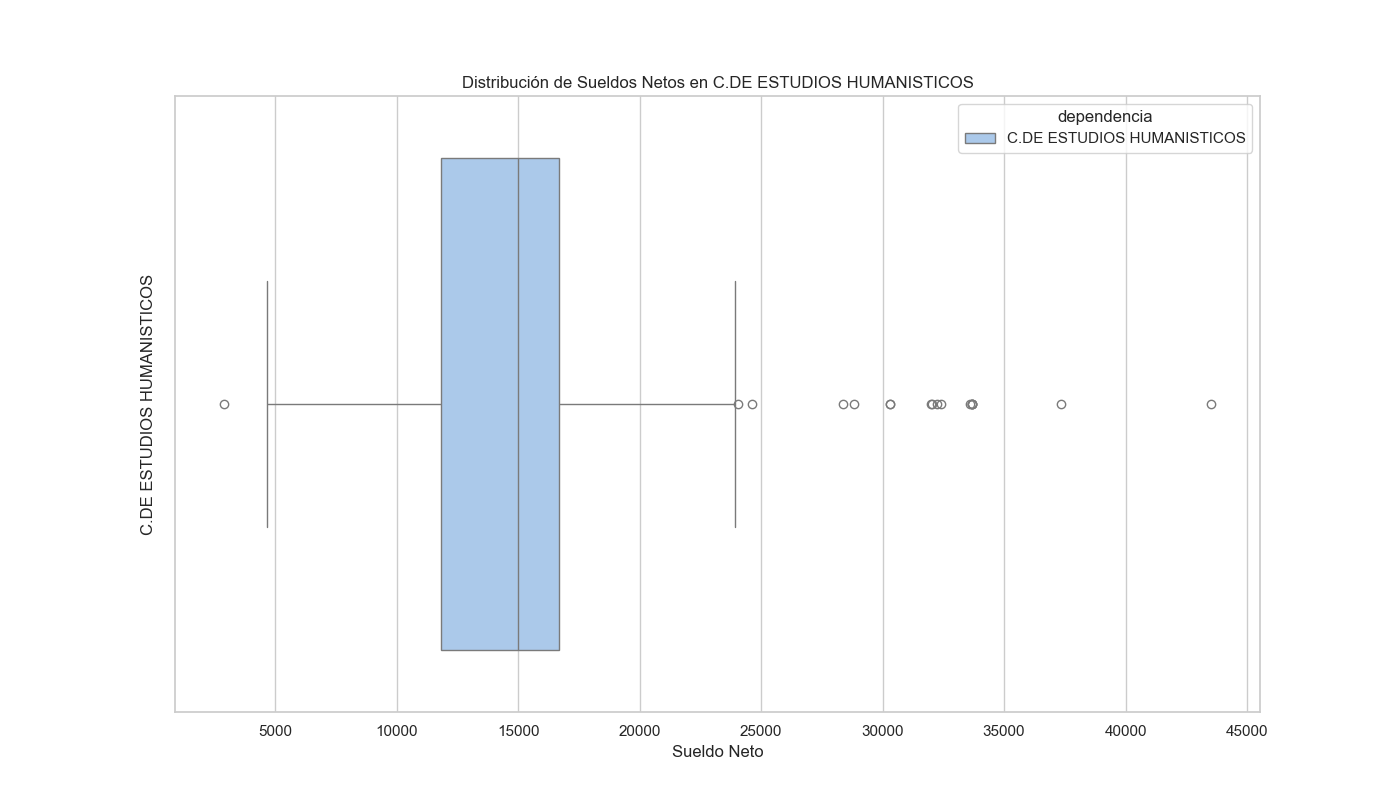 Distribución de Sueldos Netos en C.DE ESTUDIOS HUMANISTICOS
dependencia
C.DE ESTUDIOS HUMANISTICOS
C.DE ESTUDIOS HUMANISTICOS
5000 10000 15000 20000 25000 30000 35000 40000 45000
Sueldo Neto